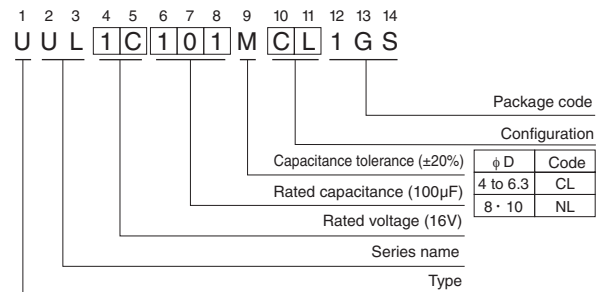 1 2 3 4 5 6 7 8 9 10 11 12 13 14
U U L 1 C 1 0 1 M C L 1 G S
Package code
Configuration
Capacitance tolerance (±20%)
Rated capacitance (100µF)
Rated voltage (16V)
Series name
Type
ϕ D Code
4 to 6.3 CL
8 · 10 NL